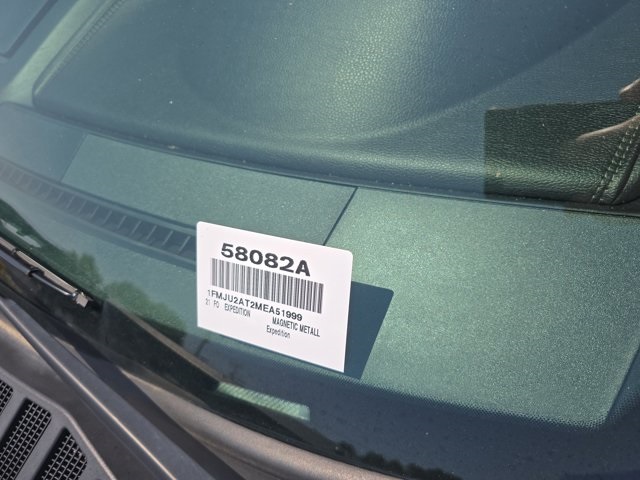 58082A
1FMJU2AT2MEA51999
21 FO EXPEDITION MAGNETIC METALL
Expedition